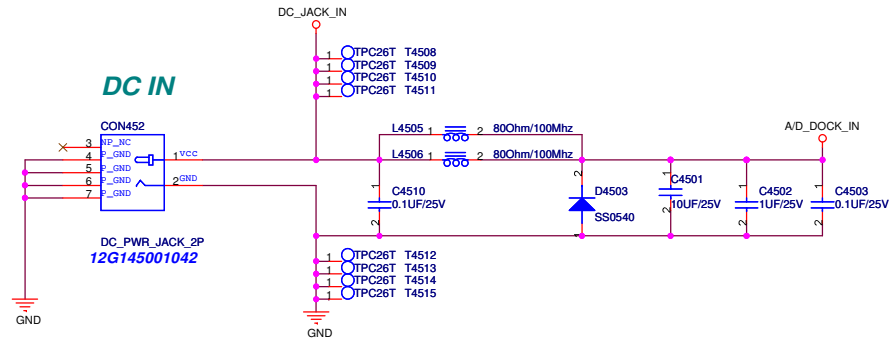 DC_JACK_IN
1 TPC26T T4508
1 TPC26T T4509
1 TPC26T T4510
1 TPC26T T4511
DC IN
CON452
3 NP_NC
4 P_GND 1 VCC
5 P_GND
6 P_GND 2 GND
7 P_GND
DC_PWR_JACK_2P
12G145001042
GND
L4505 1 2 80Ohm/100Mhz
L4506 1 2 80Ohm/100Mhz
A/D_DOCK_IN
1 C4510 2
0.1UF/25V
2 D4503 1
SS0540
1 C4501 2
10UF/25V
1 C4502 2
1UF/25V
1 C4503 2
0.1UF/25V
1 TPC26T T4512
1 TPC26T T4513
1 TPC26T T4514
1 TPC26T T4515
GND